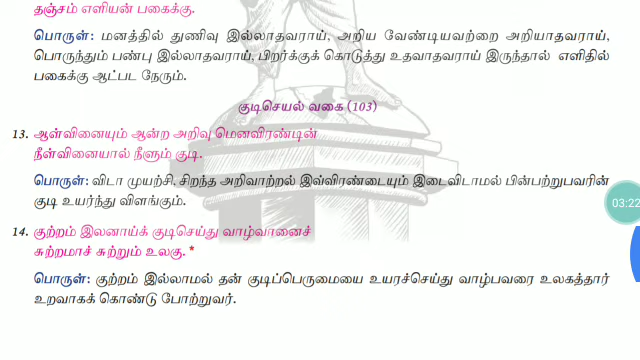 தஞ்சம் எளியன் பகைக்கு.
பொருள்: மனத்தில் துணிவு இல்லாதவராய், அறிய வேண்டியவற்றை அறியாதவராய்,
பொருந்தும் பண்பு இல்லாதவராய், பிறர்க்குக் கொடுத்து உதவாதவராய் இருந்தால் எளிதில்
பகைக்கு ஆட்பட நேரும்.
குடிசெயல் வகை (103)
13. ஆள்வினையும் ஆன்ற அறிவு மெனவிரண்டின்
நீள்வினையால் நீளும் குடி.
பொருள்: விடா முயற்சி, சிறந்த அறிவாற்றல் இவ்விரண்டையும் இடைவிடாமல் பின்பற்றுபவரின்
குடி உயர்ந்து விளங்கும்.
03:22
14. குற்றம் இலனாய்க் குடிசெய்து வாழ்வானைச்
சுற்றமாச் சுற்றும் உலகு. *
பொருள்: குற்றம் இல்லாமல் தன் குடிப்பெருமையை உயரச்செய்து வாழ்பவரை உலகத்தார்
உறவாகக் கொண்டு போற்றுவர்.